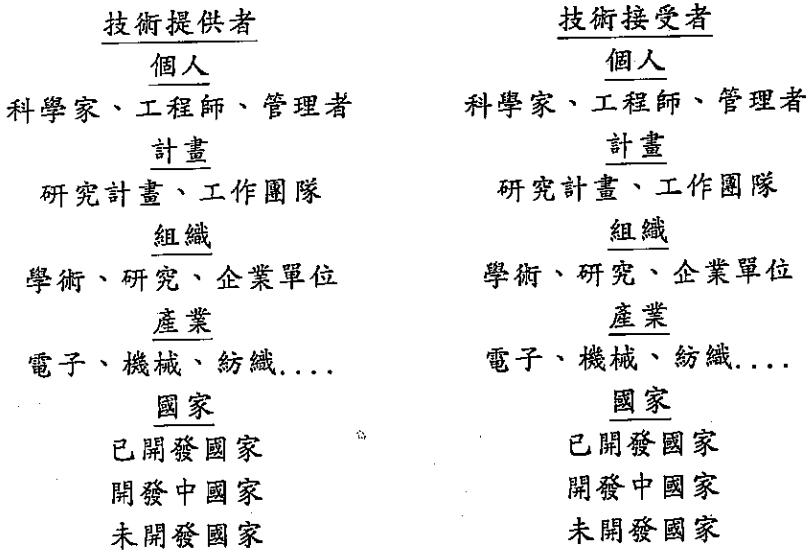 技術提供者
個人
科學家、工程師、管理者
計畫
研究計畫、工作團隊
組織
學術、研究、企業單位
產業
電子、機械、紡織....
國家
已開發國家
開發中國家
未開發國家
技術接受者
個人
科學家、工程師、管理者
計畫
研究計畫、工作團隊
組織
學術、研究、企業單位
產業
電子、機械、紡織....
國家
已開發國家
開發中國家
未開發國家